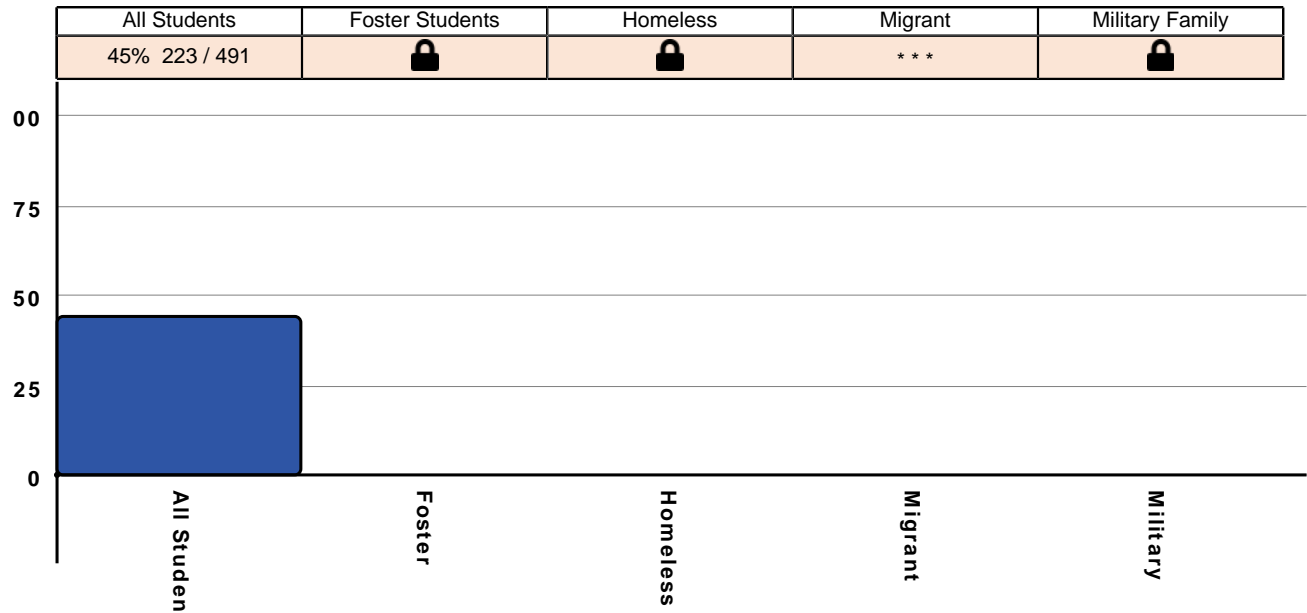 All Students Foster Students Homeless Migrant Military Family
45% 223 / 491 * * *
00
75
50
25
0
All Studen
Foster
Homeless
Migrant
Military